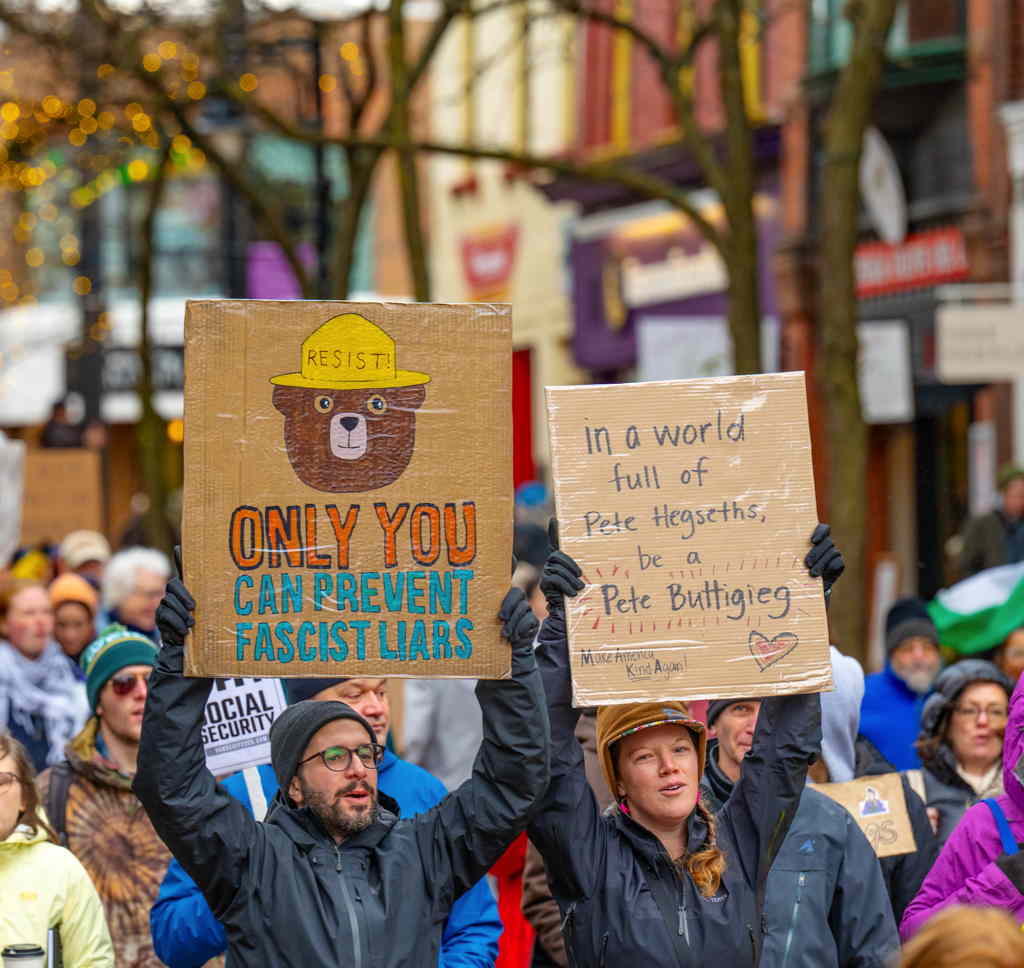 RESIST!
ONLY YOU
CAN PREVENT
FASCIST LIARS
in a world
full of
Pete Hegseths,
be a
Pete Buttigieg
Make America
Kind Again!
SOCIAL
SECURITY